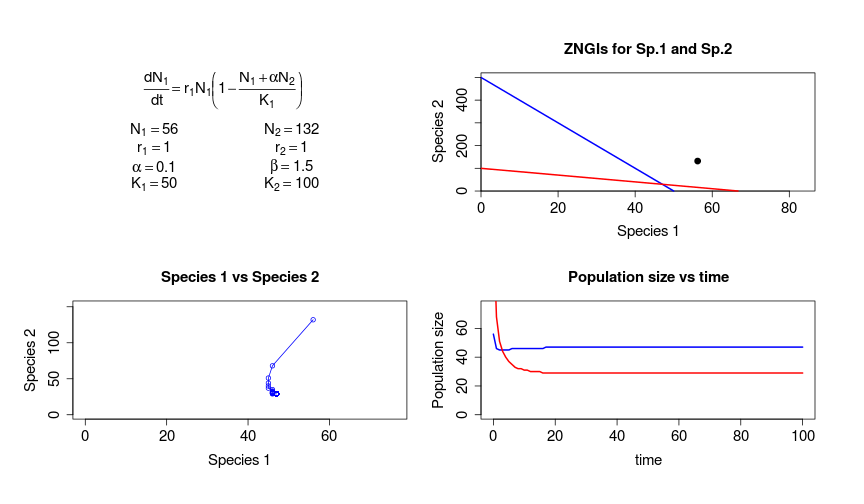 dN₁/dt = r₁N₁(1 − (N₁ + αN₂)/K₁)
N₁ = 56 N₂ = 132
r₁ = 1 r₂ = 1
α = 0.1 β = 1.5
K₁ = 50 K₂ = 100
ZNGIs for Sp.1 and Sp.2
Species 2
0 200 400
0 20 40 60 80
Species 1
Species 1 vs Species 2
Species 2
0 50 100
0 20 40 60
Species 1
Population size vs time
Population size
0 20 40 60
0 20 40 60 80 100
time